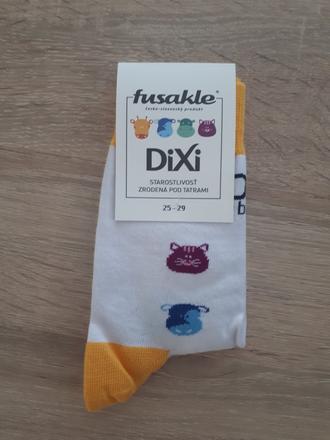 fusakle®
česko-slovenský produkt
DiXi
STAROSTLIVOSŤ
ZRODENÁ POD TATRAMI
25 - 29
b